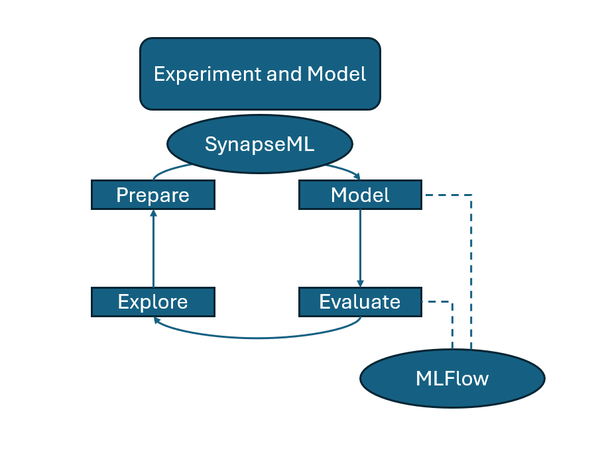 Experiment and Model
SynapseML
Prepare
Model
Explore
Evaluate
MLFlow